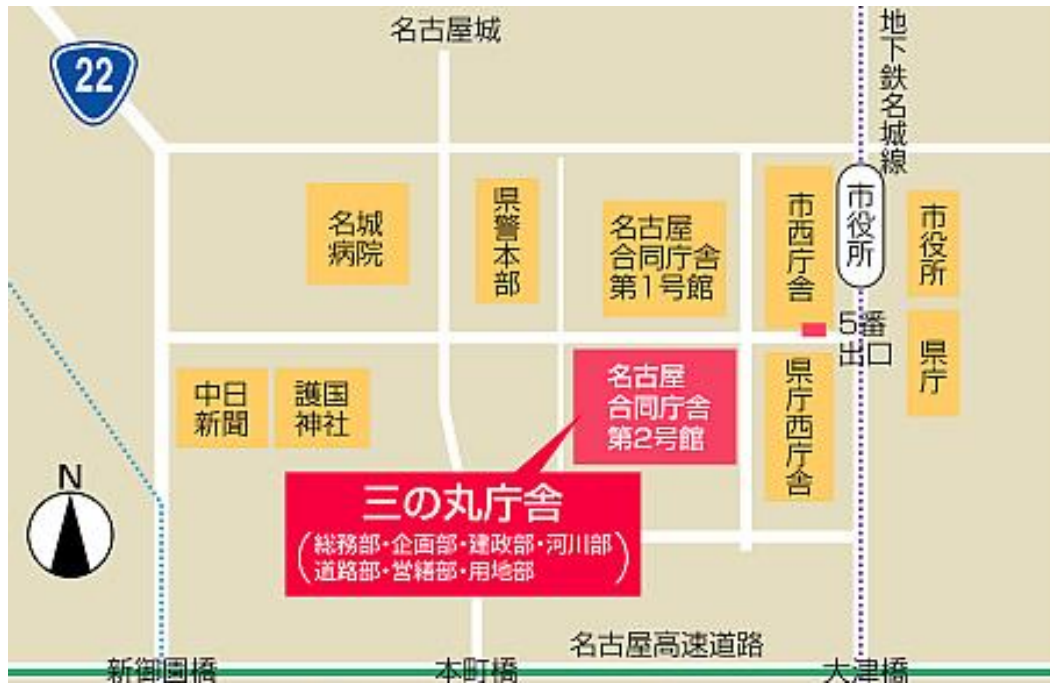 名古屋城
22
地下鉄名城線
市役所
名城
病院
県警本部
名古屋
合同庁舎
第1号館
市西庁舎
市役所
5番
出口
県庁
中日
新聞
護国
神社
名古屋
合同庁舎
第2号館
県庁西庁舎
N
三の丸庁舎
(総務部・企画部・建政部・河川部
道路部・営繕部・用地部)
名古屋高速道路
新御園橋
本町橋
大津橋